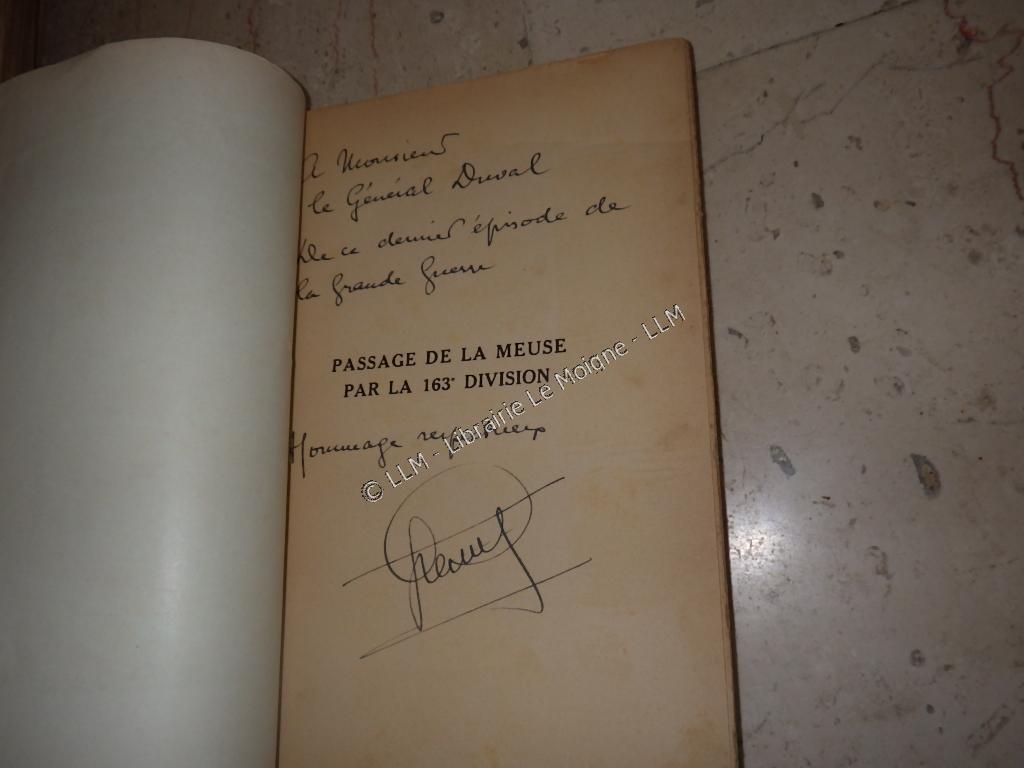 A Monsieur
le Général Duval
De ce dernier épisode de
la Grande Guerre
PASSAGE DE LA MEUSE
PAR LA 163e DIVISION
Hommage respectueux
© LLM - Librairie Le Moigne - LLM